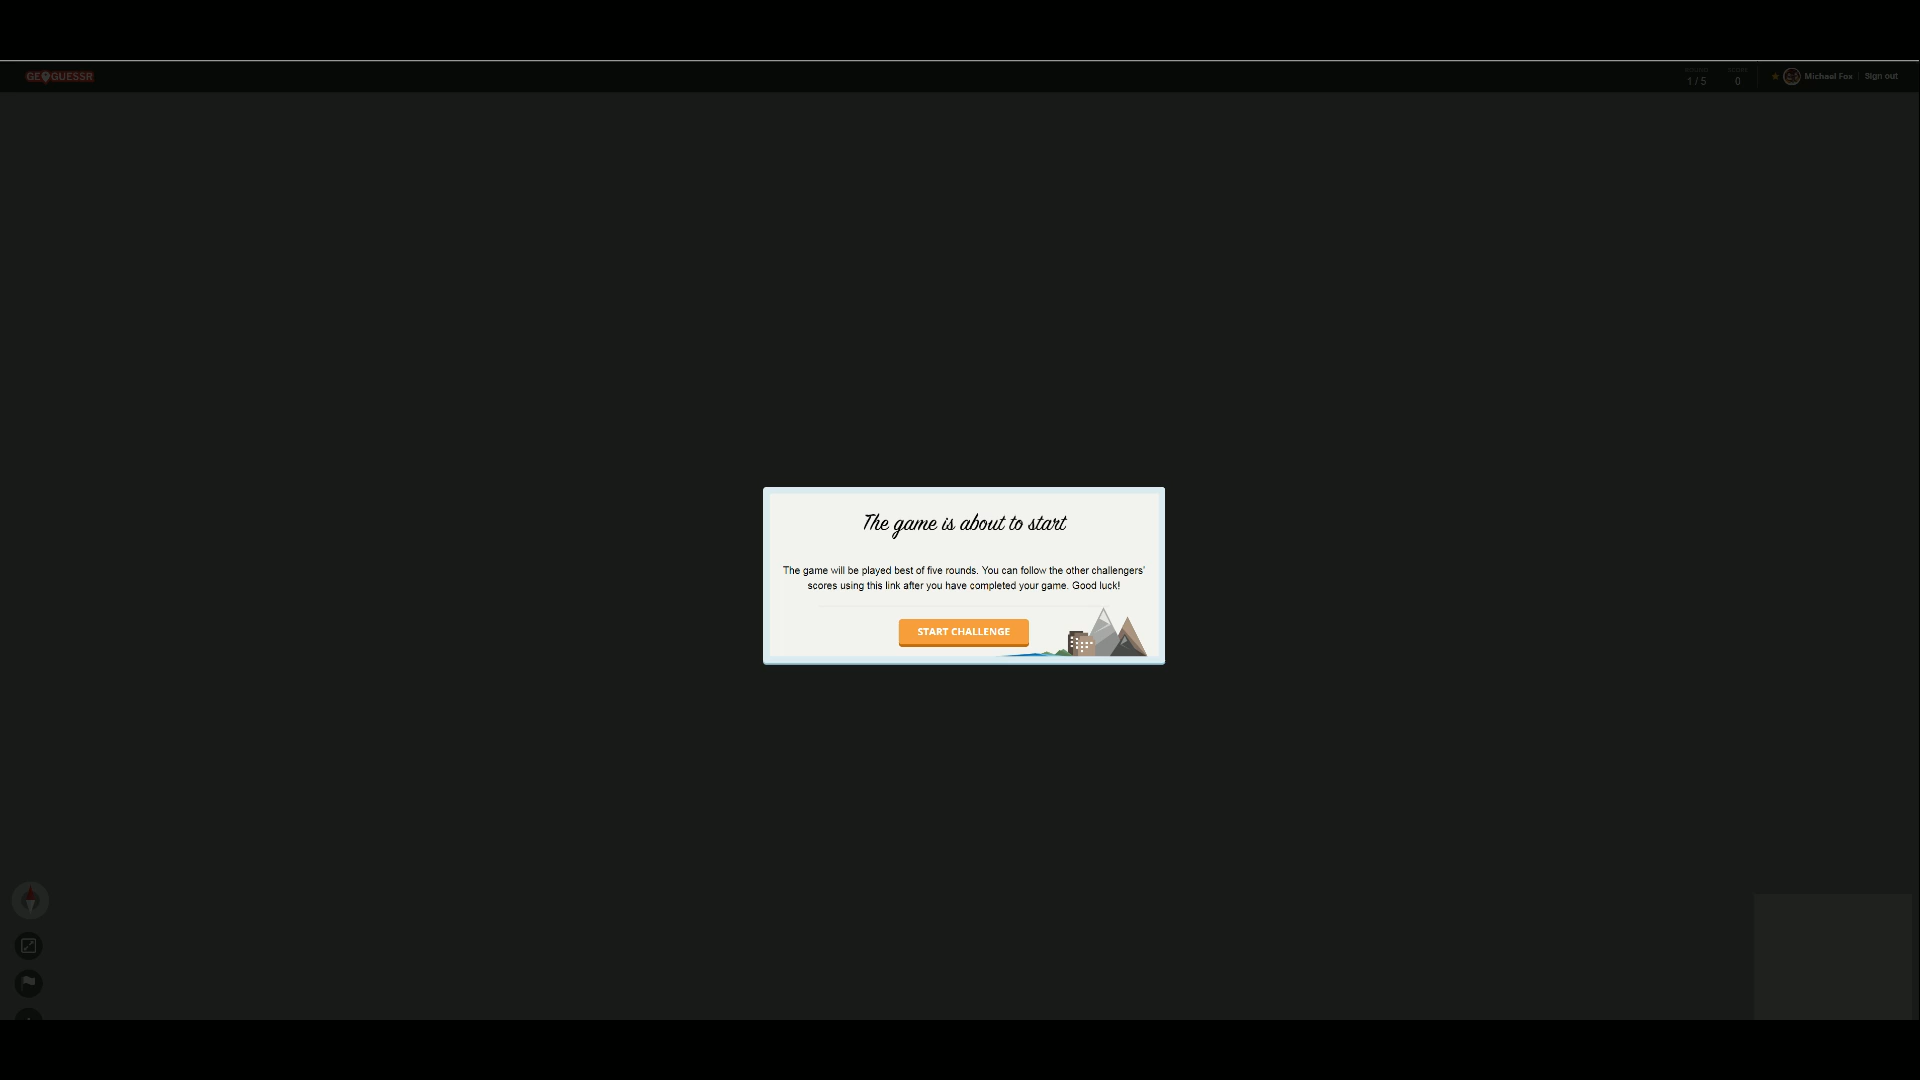 GEOGUESSR
1 / 5
0
Michael Fox | Sign out
The game is about to start
The game will be played best of five rounds. You can follow the other challengers'
scores using this link after you have completed your game. Good luck!
START CHALLENGE